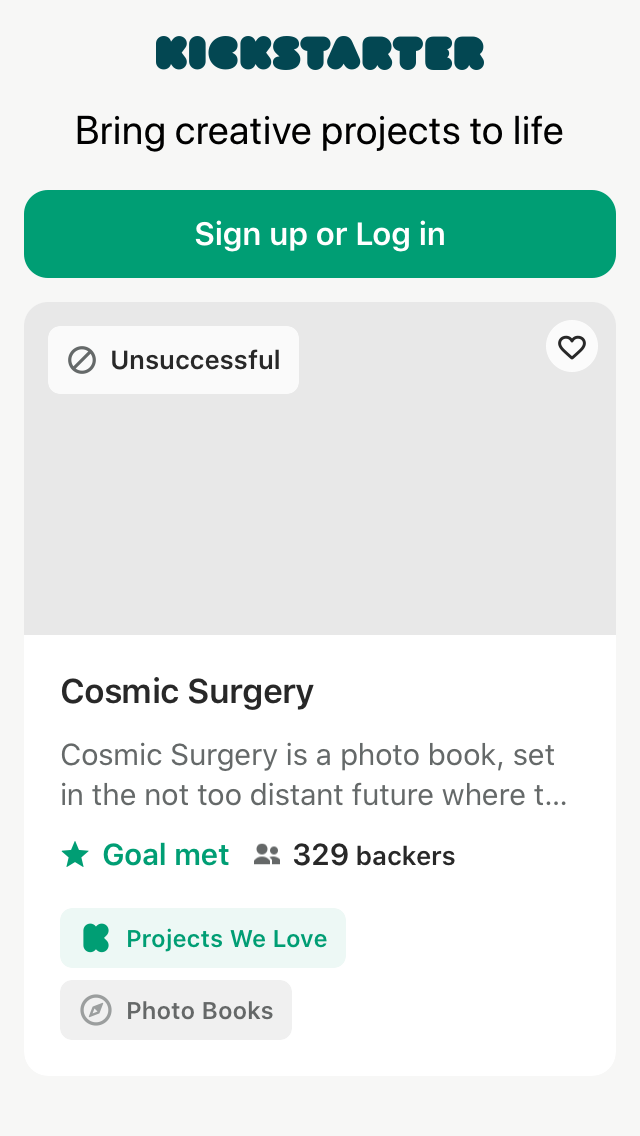 KICKSTARTER
Bring creative projects to life
Sign up or Log in
Unsuccessful
Cosmic Surgery
Cosmic Surgery is a photo book, set
in the not too distant future where t...
Goal met 329 backers
Projects We Love
Photo Books